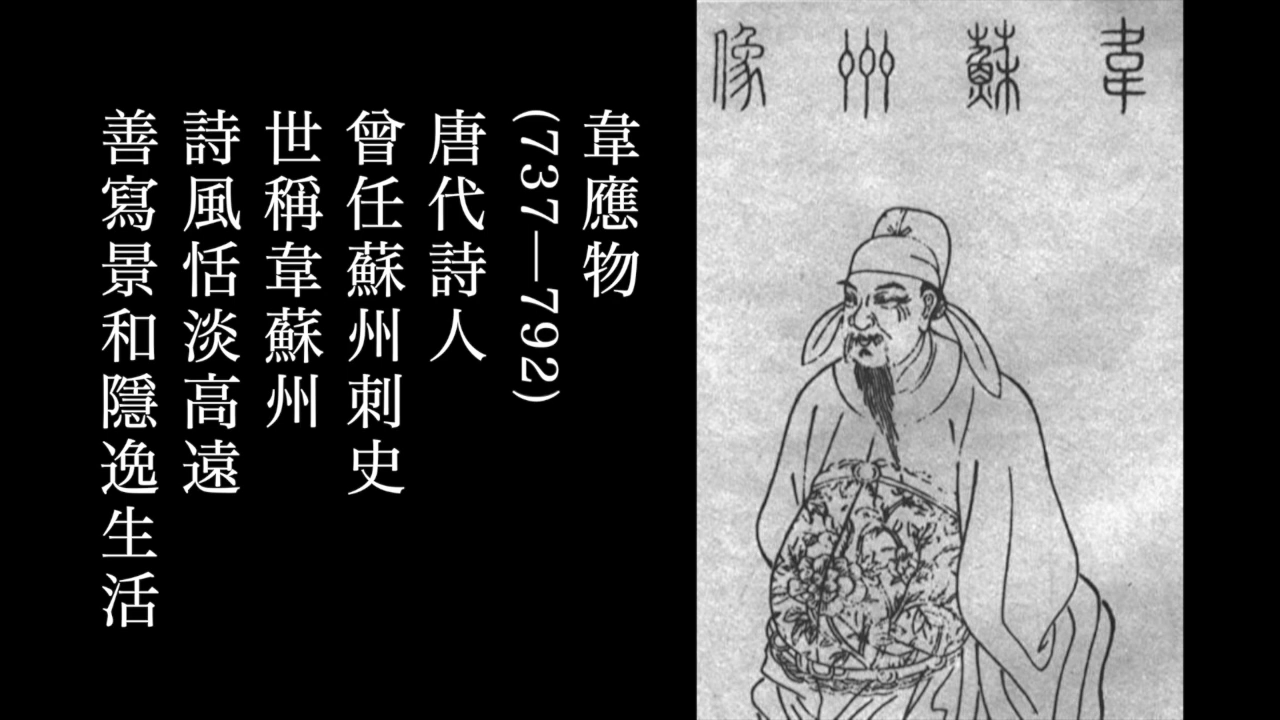 韋蘇州像
韋應物
(737—792)
唐代詩人
曾任蘇州刺史
世稱韋蘇州
詩風恬淡高遠
善寫景和隱逸生活